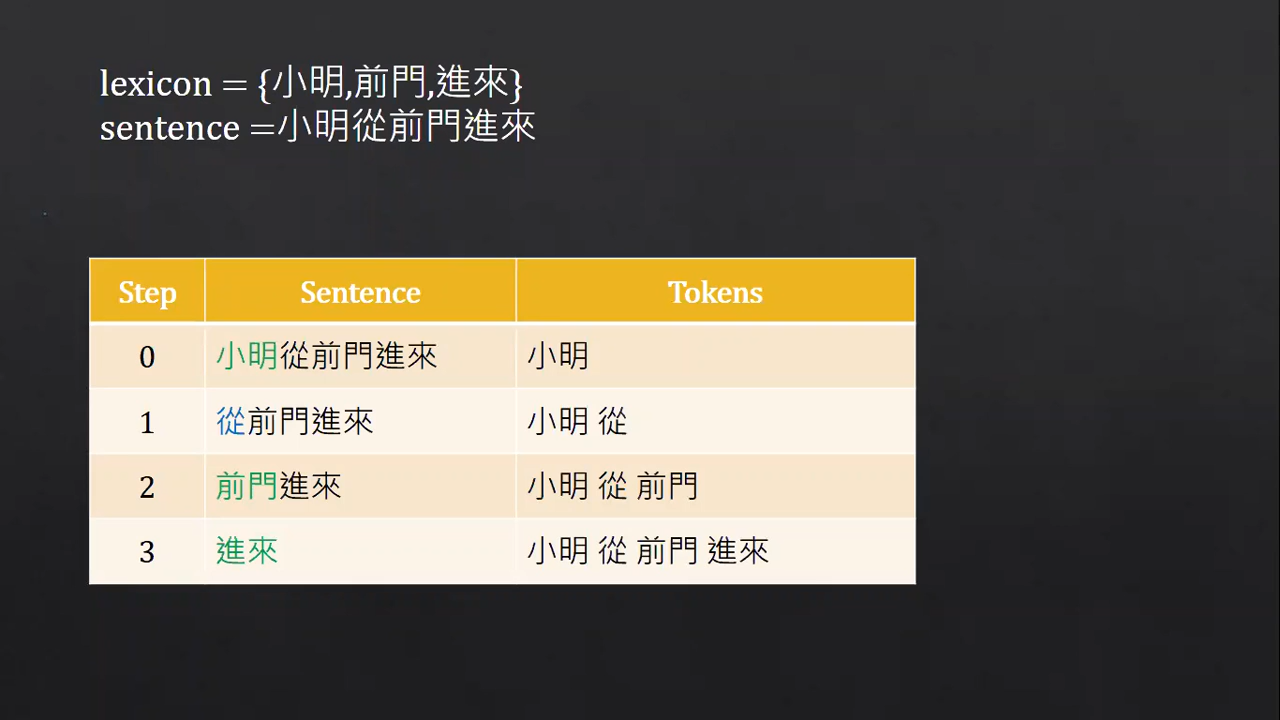 lexicon = {小明,前門,進來}
sentence =小明從前門進來
Step Sentence Tokens
0 小明從前門進來 小明
1 從前門進來 小明 從
2 前門進來 小明 從 前門
3 進來 小明 從 前門 進來